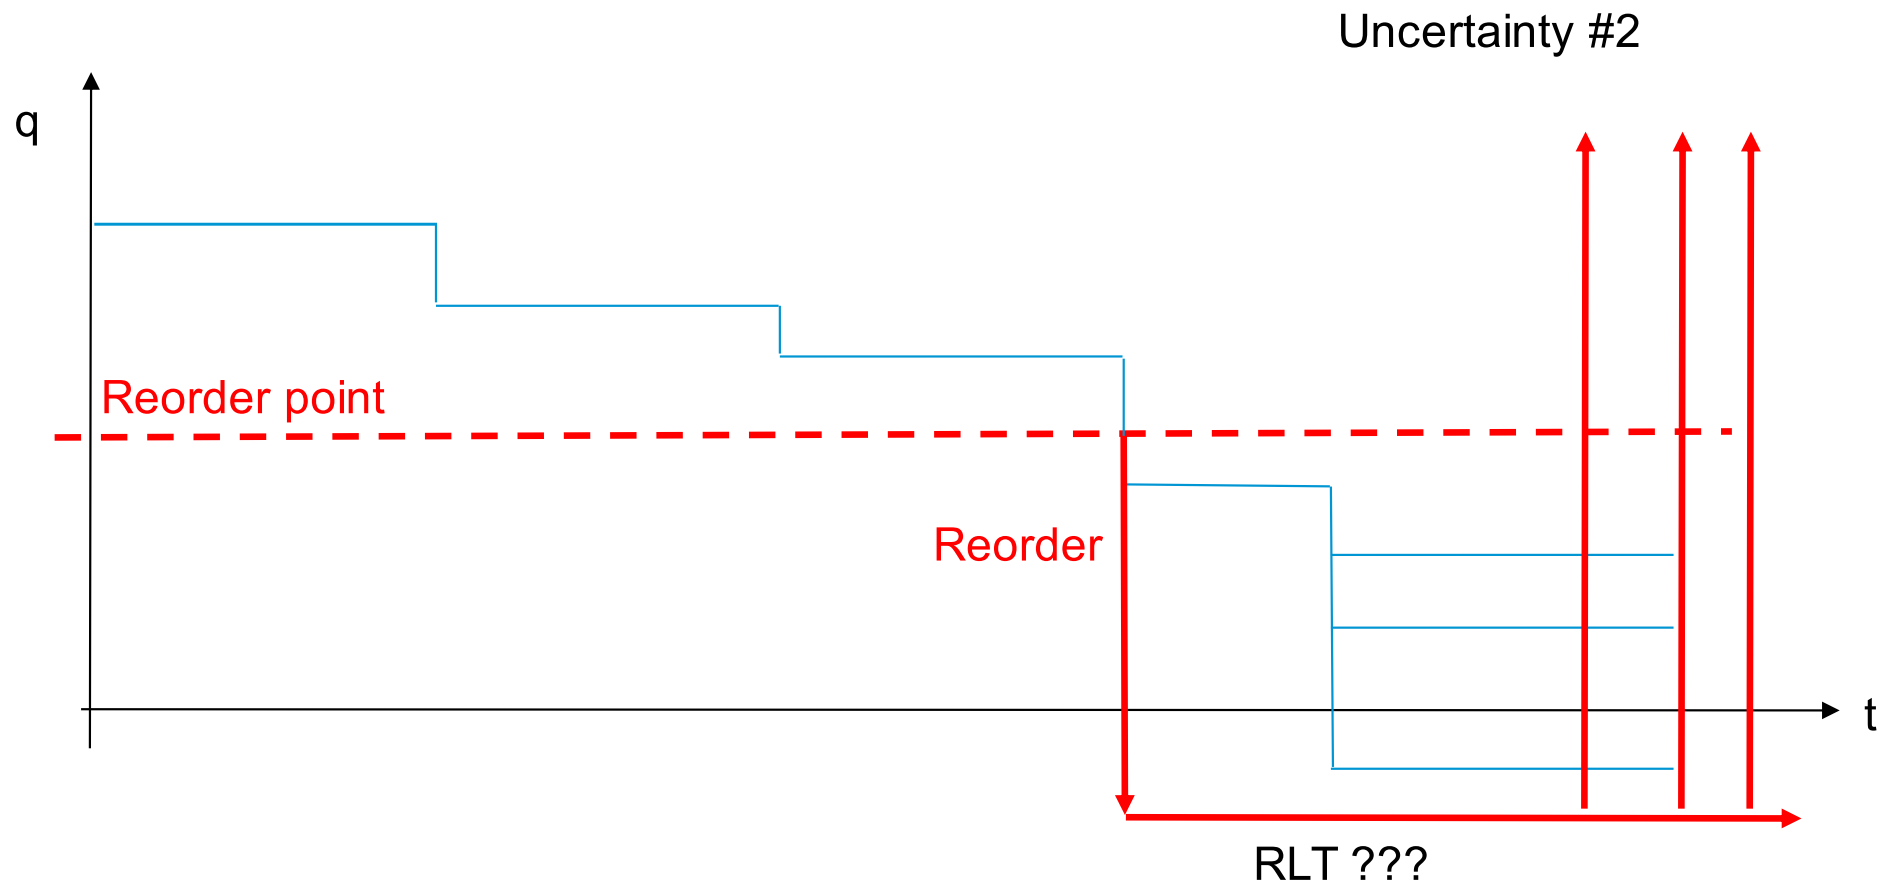 Uncertainty #2
q
Reorder point
Reorder
t
RLT ???